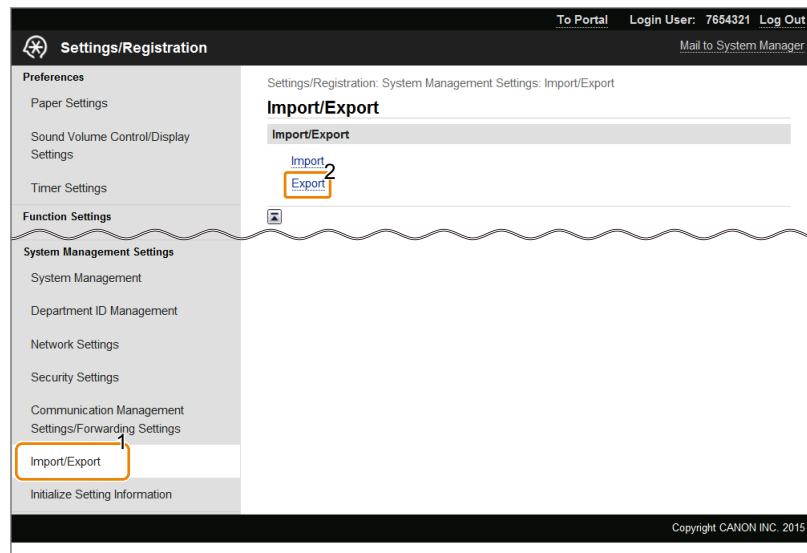 To Portal Login User: 7654321 Log Out
Settings/Registration
Mail to System Manager
Preferences
Paper Settings
Sound Volume Control/Display
Settings
Timer Settings
Function Settings
System Management Settings
System Management
Department ID Management
Network Settings
Security Settings
Communication Management
Settings/Forwarding Settings
1
Import/Export
Initialize Setting Information
Settings/Registration: System Management Settings: Import/Export
Import/Export
Import/Export
Import
2
Export
Copyright CANON INC. 2015